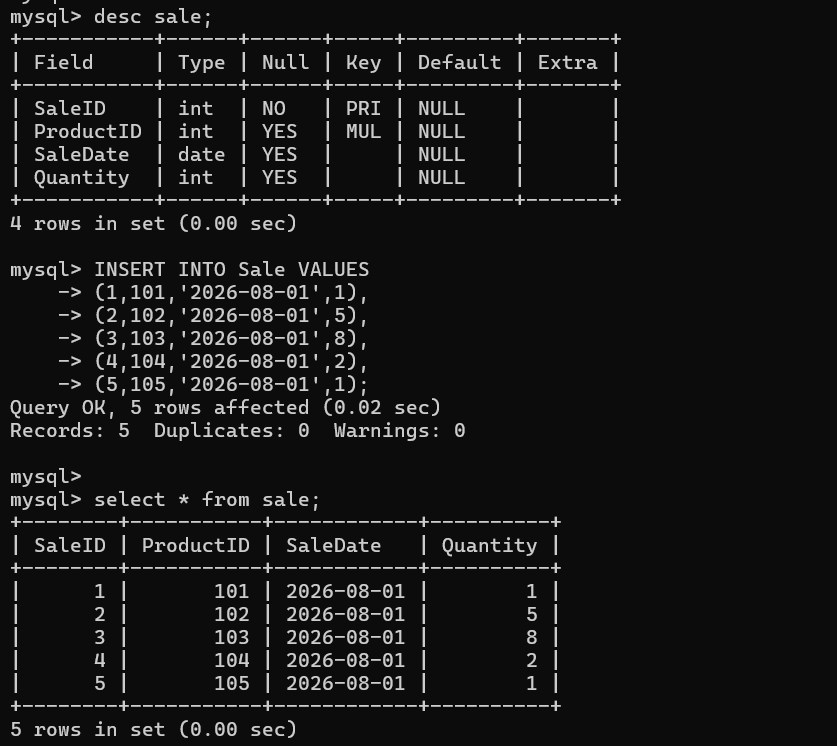 mysql> desc sale;
+-----------+------+------+-----+---------+-------+
| Field     | Type | Null | Key | Default | Extra |
+-----------+------+------+-----+---------+-------+
| SaleID    | int  | NO   | PRI | NULL    |       |
| ProductID | int  | YES  | MUL | NULL    |       |
| SaleDate  | date | YES  |     | NULL    |       |
| Quantity  | int  | YES  |     | NULL    |       |
+-----------+------+------+-----+---------+-------+
4 rows in set (0.00 sec)

mysql> INSERT INTO Sale VALUES
    -> (1,101,'2026-08-01',1),
    -> (2,102,'2026-08-01',5),
    -> (3,103,'2026-08-01',8),
    -> (4,104,'2026-08-01',2),
    -> (5,105,'2026-08-01',1);
Query OK, 5 rows affected (0.02 sec)
Records: 5  Duplicates: 0  Warnings: 0

mysql>
mysql> select * from sale;
+--------+-----------+------------+----------+
| SaleID | ProductID | SaleDate   | Quantity |
+--------+-----------+------------+----------+
|      1 |       101 | 2026-08-01 |        1 |
|      2 |       102 | 2026-08-01 |        5 |
|      3 |       103 | 2026-08-01 |        8 |
|      4 |       104 | 2026-08-01 |        2 |
|      5 |       105 | 2026-08-01 |        1 |
+--------+-----------+------------+----------+
5 rows in set (0.00 sec)